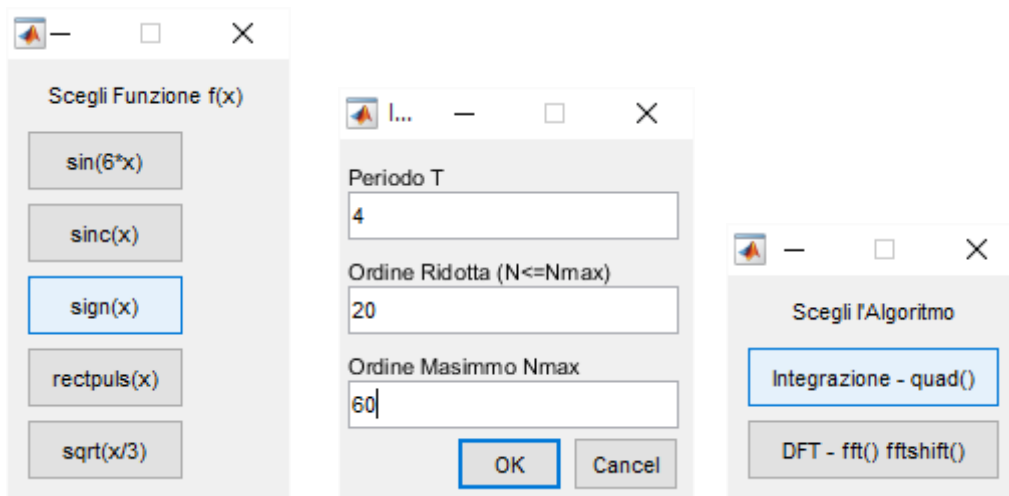 Scegli Funzione f(x)
sin(6*x)
sinc(x)
sign(x)
rectpuls(x)
sqrt(x/3)
I...
Periodo T
4
Ordine Ridotta (N<=Nmax)
20
Ordine Masimmo Nmax
60
OK Cancel
Scegli l'Algoritmo
Integrazione - quad()
DFT - fft() fftshift()